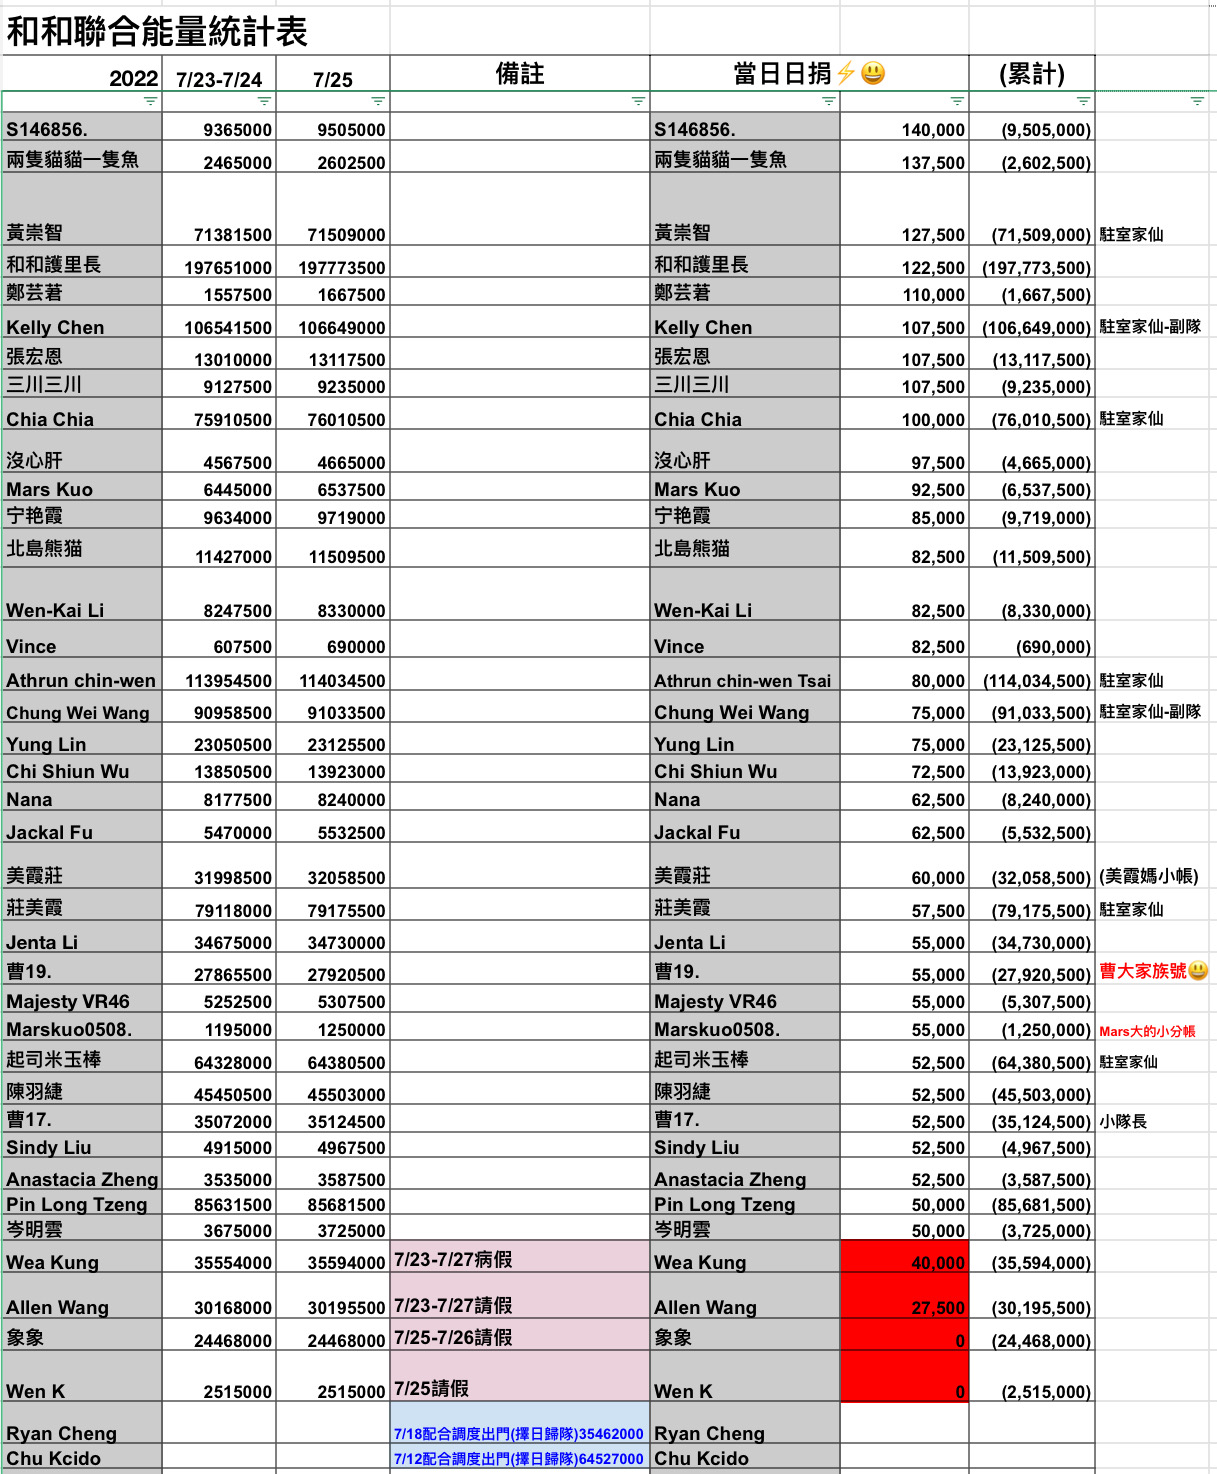 和和聯合能量統計表
2022 7/23-7/24 7/25 備註 當日日捐⚡😃 (累計)
S146856. 9365000 9505000 S146856. 140,000 (9,505,000)
兩隻貓貓一隻魚 2465000 2602500 兩隻貓貓一隻魚 137,500 (2,602,500)
黃崇智 71381500 71509000 黃崇智 127,500 (71,509,000) 駐室家仙
和和護里長 197651000 197773500 和和護里長 122,500 (197,773,500)
鄭芸莙 1557500 1667500 鄭芸莙 110,000 (1,667,500)
Kelly Chen 106541500 106649000 Kelly Chen 107,500 (106,649,000) 駐室家仙-副隊
張宏恩 13010000 13117500 張宏恩 107,500 (13,117,500)
三川三川 9127500 9235000 三川三川 107,500 (9,235,000)
Chia Chia 75910500 76010500 Chia Chia 100,000 (76,010,500) 駐室家仙
沒心肝 4567500 4665000 沒心肝 97,500 (4,665,000)
Mars Kuo 6445000 6537500 Mars Kuo 92,500 (6,537,500)
宁艳霞 9634000 9719000 宁艳霞 85,000 (9,719,000)
北島熊猫 11427000 11509500 北島熊猫 82,500 (11,509,500)
Wen-Kai Li 8247500 8330000 Wen-Kai Li 82,500 (8,330,000)
Vince 607500 690000 Vince 82,500 (690,000)
Athrun chin-wen 113954500 114034500 Athrun chin-wen Tsai 80,000 (114,034,500) 駐室家仙
Chung Wei Wang 90958500 91033500 Chung Wei Wang 75,000 (91,033,500) 駐室家仙-副隊
Yung Lin 23050500 23125500 Yung Lin 75,000 (23,125,500)
Chi Shiun Wu 13850500 13923000 Chi Shiun Wu 72,500 (13,923,000)
Nana 8177500 8240000 Nana 62,500 (8,240,000)
Jackal Fu 5470000 5532500 Jackal Fu 62,500 (5,532,500)
美霞莊 31998500 32058500 美霞莊 60,000 (32,058,500) (美霞媽小帳)
莊美霞 79118000 79175500 莊美霞 57,500 (79,175,500) 駐室家仙
Jenta Li 34675000 34730000 Jenta Li 55,000 (34,730,000)
曹19. 27865500 27920500 曹19. 55,000 (27,920,500) 曹大家族號😃
Majesty VR46 5252500 5307500 Majesty VR46 55,000 (5,307,500)
Marskuo0508. 1195000 1250000 Marskuo0508. 55,000 (1,250,000) Mars大的小分帳
起司米玉棒 64328000 64380500 起司米玉棒 52,500 (64,380,500) 駐室家仙
陳羽緁 45450500 45503000 陳羽緁 52,500 (45,503,000)
曹17. 35072000 35124500 曹17. 52,500 (35,124,500) 小隊長
Sindy Liu 4915000 4967500 Sindy Liu 52,500 (4,967,500)
Anastacia Zheng 3535000 3587500 Anastacia Zheng 52,500 (3,587,500)
Pin Long Tzeng 85631500 85681500 Pin Long Tzeng 50,000 (85,681,500)
岑明雲 3675000 3725000 岑明雲 50,000 (3,725,000)
Wea Kung 35554000 35594000 7/23-7/27病假 Wea Kung 40,000 (35,594,000)
Allen Wang 30168000 30195500 7/23-7/27請假 Allen Wang 27,500 (30,195,500)
象象 24468000 24468000 7/25-7/26請假 象象 0 (24,468,000)
Wen K 2515000 2515000 7/25請假 Wen K 0 (2,515,000)
Ryan Cheng 7/18配合調度出門(擇日歸隊)35462000 Ryan Cheng
Chu Kcido 7/12配合調度出門(擇日歸隊)64527000 Chu Kcido